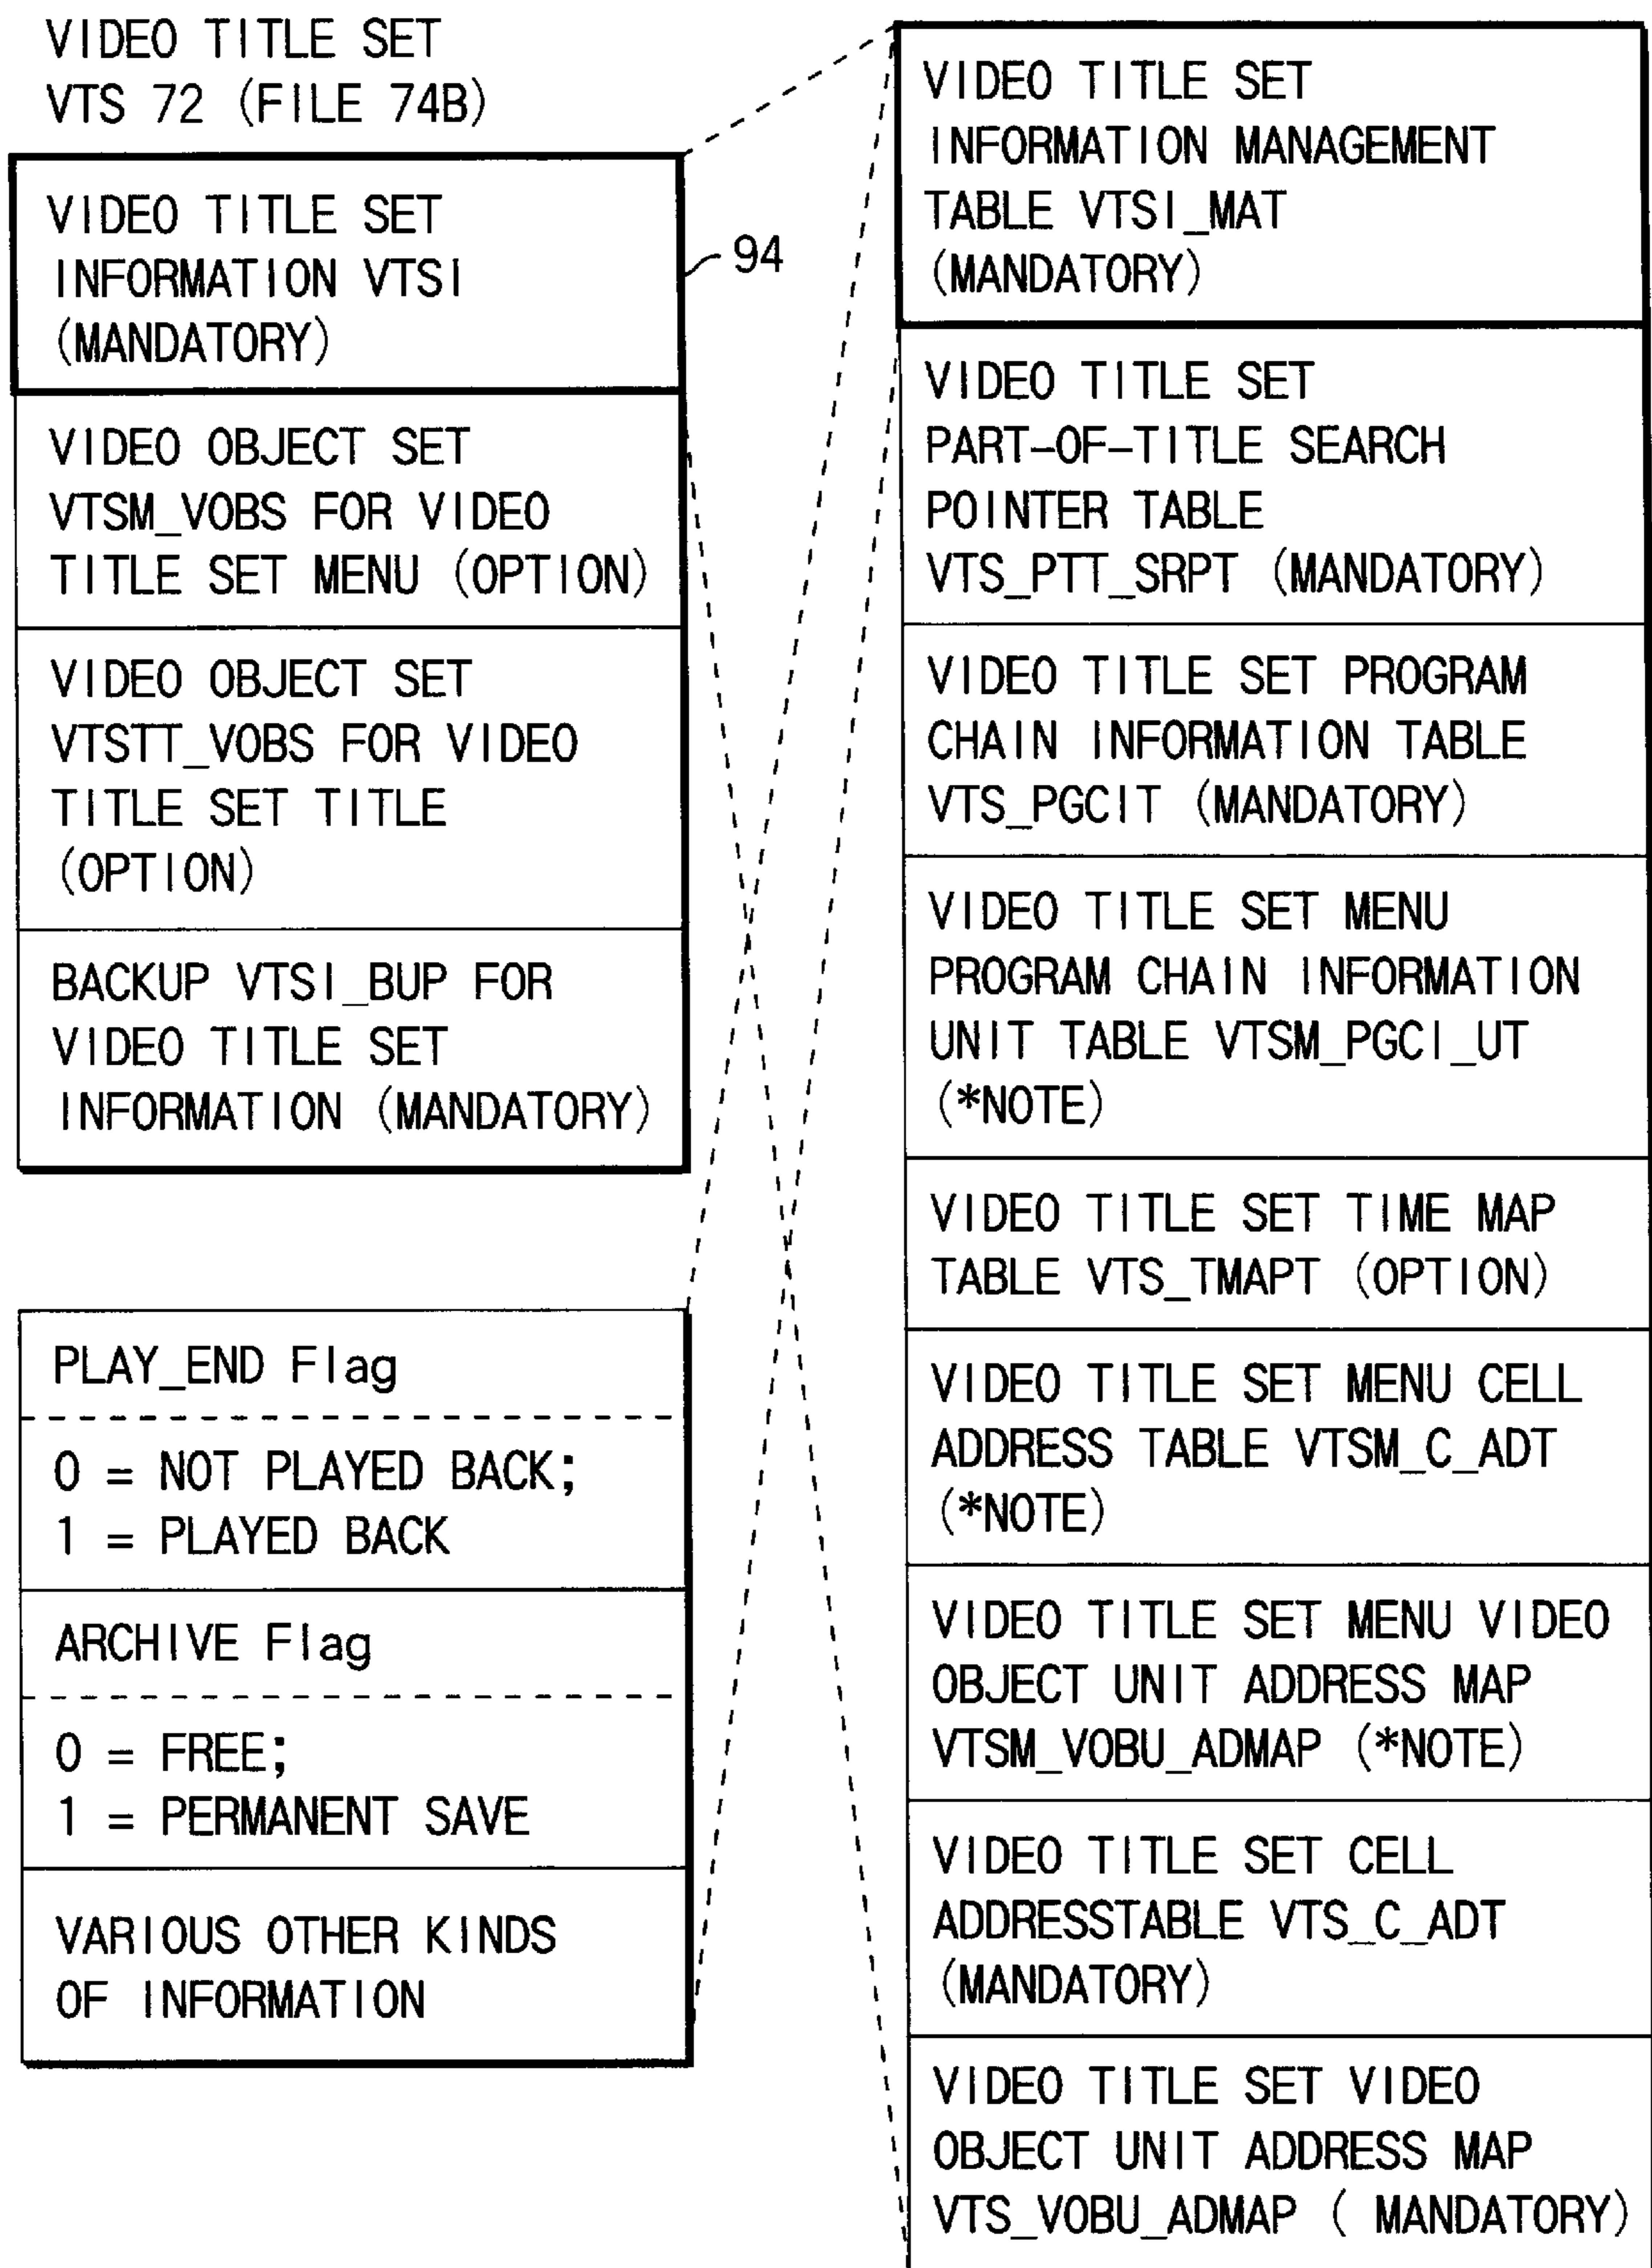 VIDEO TITLE SET
VTS 72 (FILE 74B)
VIDEO TITLE SET
INFORMATION VTSI
(MANDATORY)
94
VIDEO OBJECT SET
VTSM_VOBS FOR VIDEO
TITLE SET MENU (OPTION)
VIDEO OBJECT SET
VTSTT_VOBS FOR VIDEO
TITLE SET TITLE
(OPTION)
BACKUP VTSI_BUP FOR
VIDEO TITLE SET
INFORMATION (MANDATORY)
PLAY_END Flag
0 = NOT PLAYED BACK;
1 = PLAYED BACK
ARCHIVE Flag
0 = FREE;
1 = PERMANENT SAVE
VARIOUS OTHER KINDS
OF INFORMATION
VIDEO TITLE SET
INFORMATION MANAGEMENT
TABLE VTSI_MAT
(MANDATORY)
VIDEO TITLE SET
PART-OF-TITLE SEARCH
POINTER TABLE
VTS_PTT_SRPT (MANDATORY)
VIDEO TITLE SET PROGRAM
CHAIN INFORMATION TABLE
VTS_PGCIT (MANDATORY)
VIDEO TITLE SET MENU
PROGRAM CHAIN INFORMATION
UNIT TABLE VTSM_PGCI_UT
(*NOTE)
VIDEO TITLE SET TIME MAP
TABLE VTS_TMAPT (OPTION)
VIDEO TITLE SET MENU CELL
ADDRESS TABLE VTSM_C_ADT
(*NOTE)
VIDEO TITLE SET MENU VIDEO
OBJECT UNIT ADDRESS MAP
VTSM_VOBU_ADMAP (*NOTE)
VIDEO TITLE SET CELL
ADDRESSTABLE VTS_C_ADT
(MANDATORY)
VIDEO TITLE SET VIDEO
OBJECT UNIT ADDRESS MAP
VTS_VOBU_ADMAP ( MANDATORY)